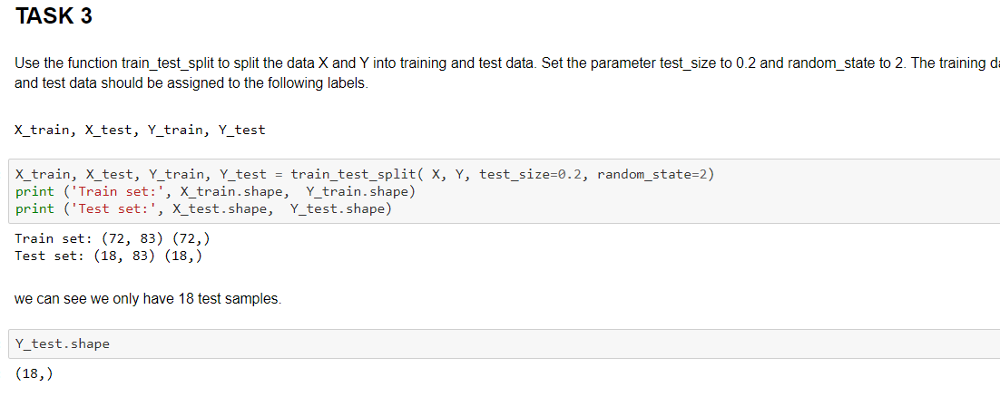 TASK 3
Use the function train_test_split to split the data X and Y into training and test data. Set the parameter test_size to 0.2 and random_state to 2. The training
and test data should be assigned to the following labels.
X_train, X_test, Y_train, Y_test
X_train, X_test, Y_train, Y_test = train_test_split( X, Y, test_size=0.2, random_state=2)
print ('Train set:', X_train.shape,  Y_train.shape)
print ('Test set:', X_test.shape,  Y_test.shape)
Train set: (72, 83) (72,)
Test set: (18, 83) (18,)
we can see we only have 18 test samples.
Y_test.shape
(18,)